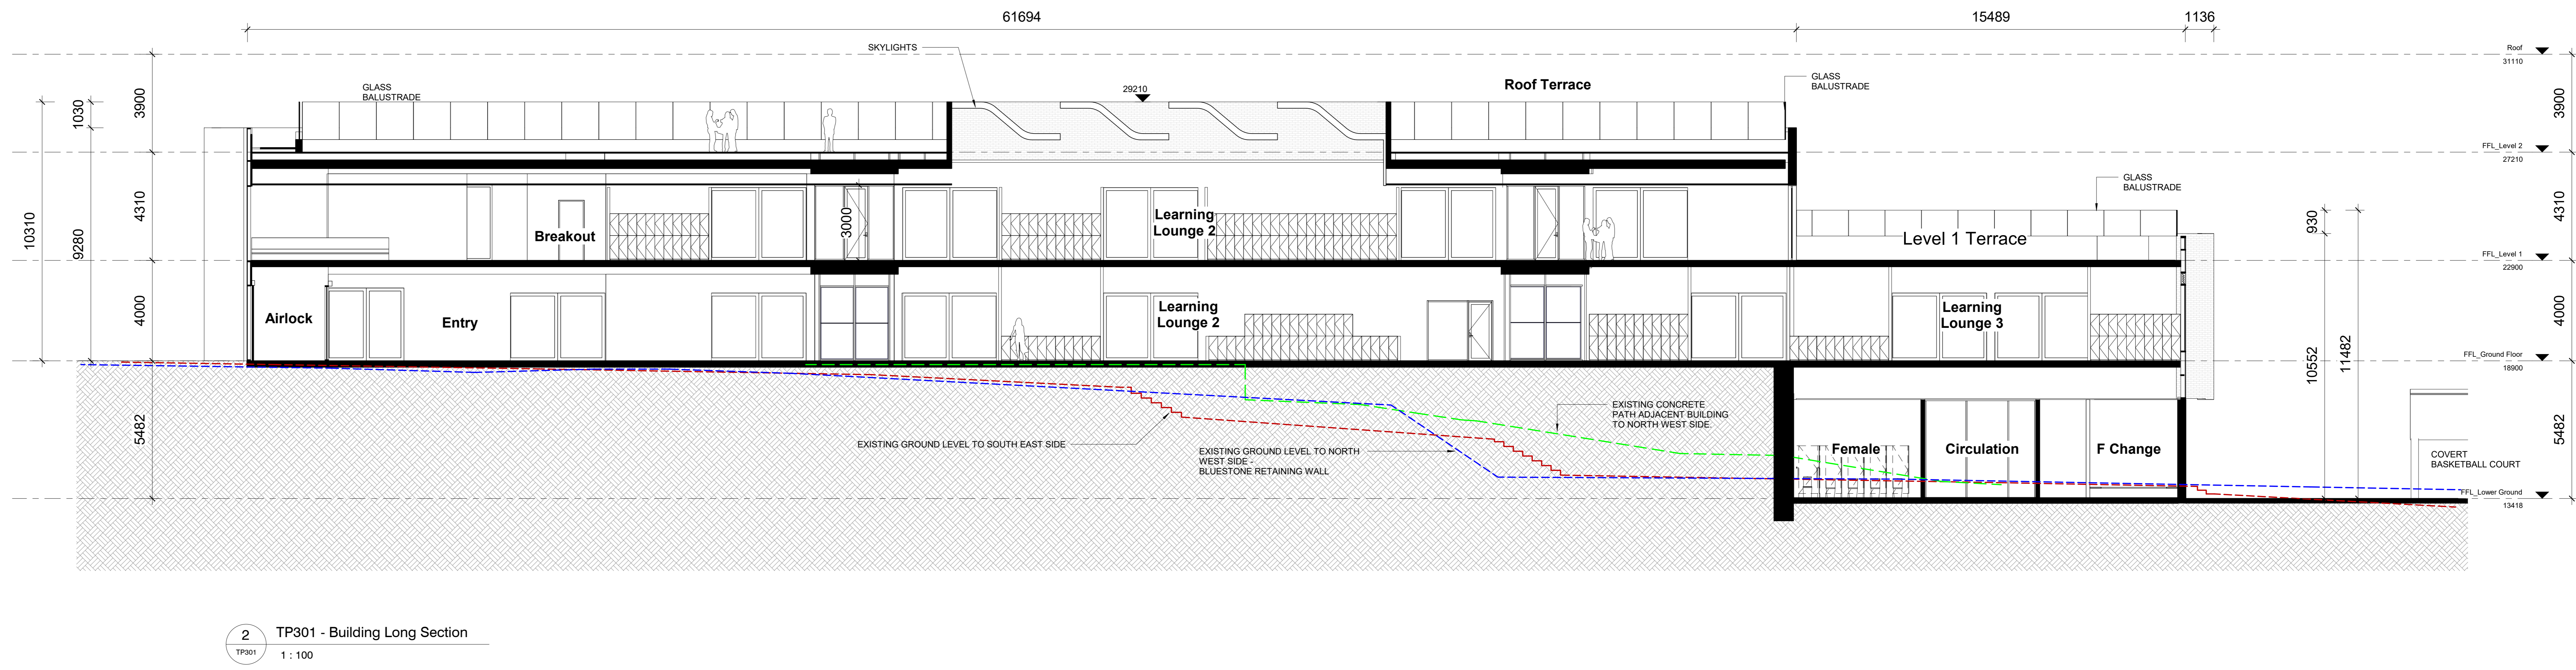 61694
15489
1136
SKYLIGHTS
Roof
31110
GLASS
BALUSTRADE
29210
Roof Terrace
GLASS
BALUSTRADE
1030
3900
3900
FFL_Level 2
27210
GLASS
BALUSTRADE
10310
9280
4310
3000
Breakout
Learning
Lounge 2
Level 1 Terrace
930
4310
FFL_Level 1
22900
4000
Airlock
Entry
Learning
Lounge 2
Learning
Lounge 3
10552
11482
4000
FFL_Ground Floor
18900
5482
EXISTING GROUND LEVEL TO SOUTH EAST SIDE
EXISTING GROUND LEVEL TO NORTH
WEST SIDE -
BLUESTONE RETAINING WALL
EXISTING CONCRETE
PATH ADJACENT BUILDING
TO NORTH WEST SIDE.
Female
Circulation
F Change
COVERT
BASKETBALL COURT
5482
FFL_Lower Ground
13418
2
TP301
TP301 - Building Long Section
1 : 100